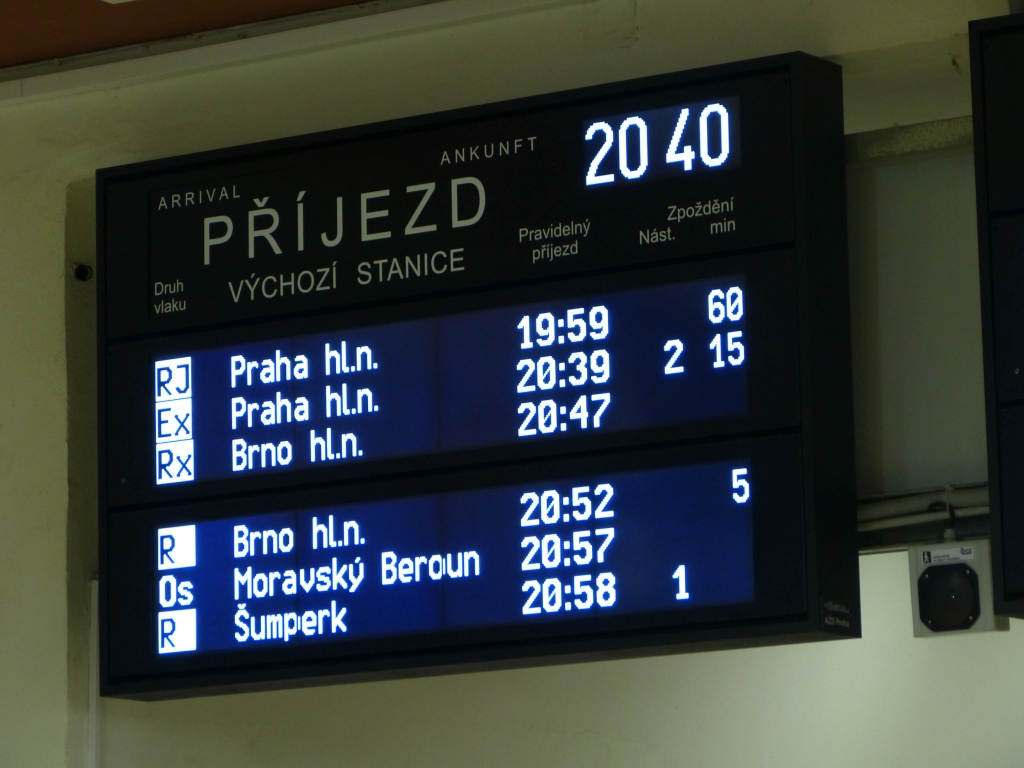 ARRIVAL ANKUNFT 20 40
PŘÍJEZD
Druh vlaku VÝCHOZÍ STANICE Pravidelný příjezd Nást. Zpoždění min
RJ Praha hl.n. 19:59 60
Ex Praha hl.n. 20:39 2 15
Rx Brno hl.n. 20:47
R Brno hl.n. 20:52 5
Os Moravský Beroun 20:57
R Šumperk 20:58 1
AŽD Praha